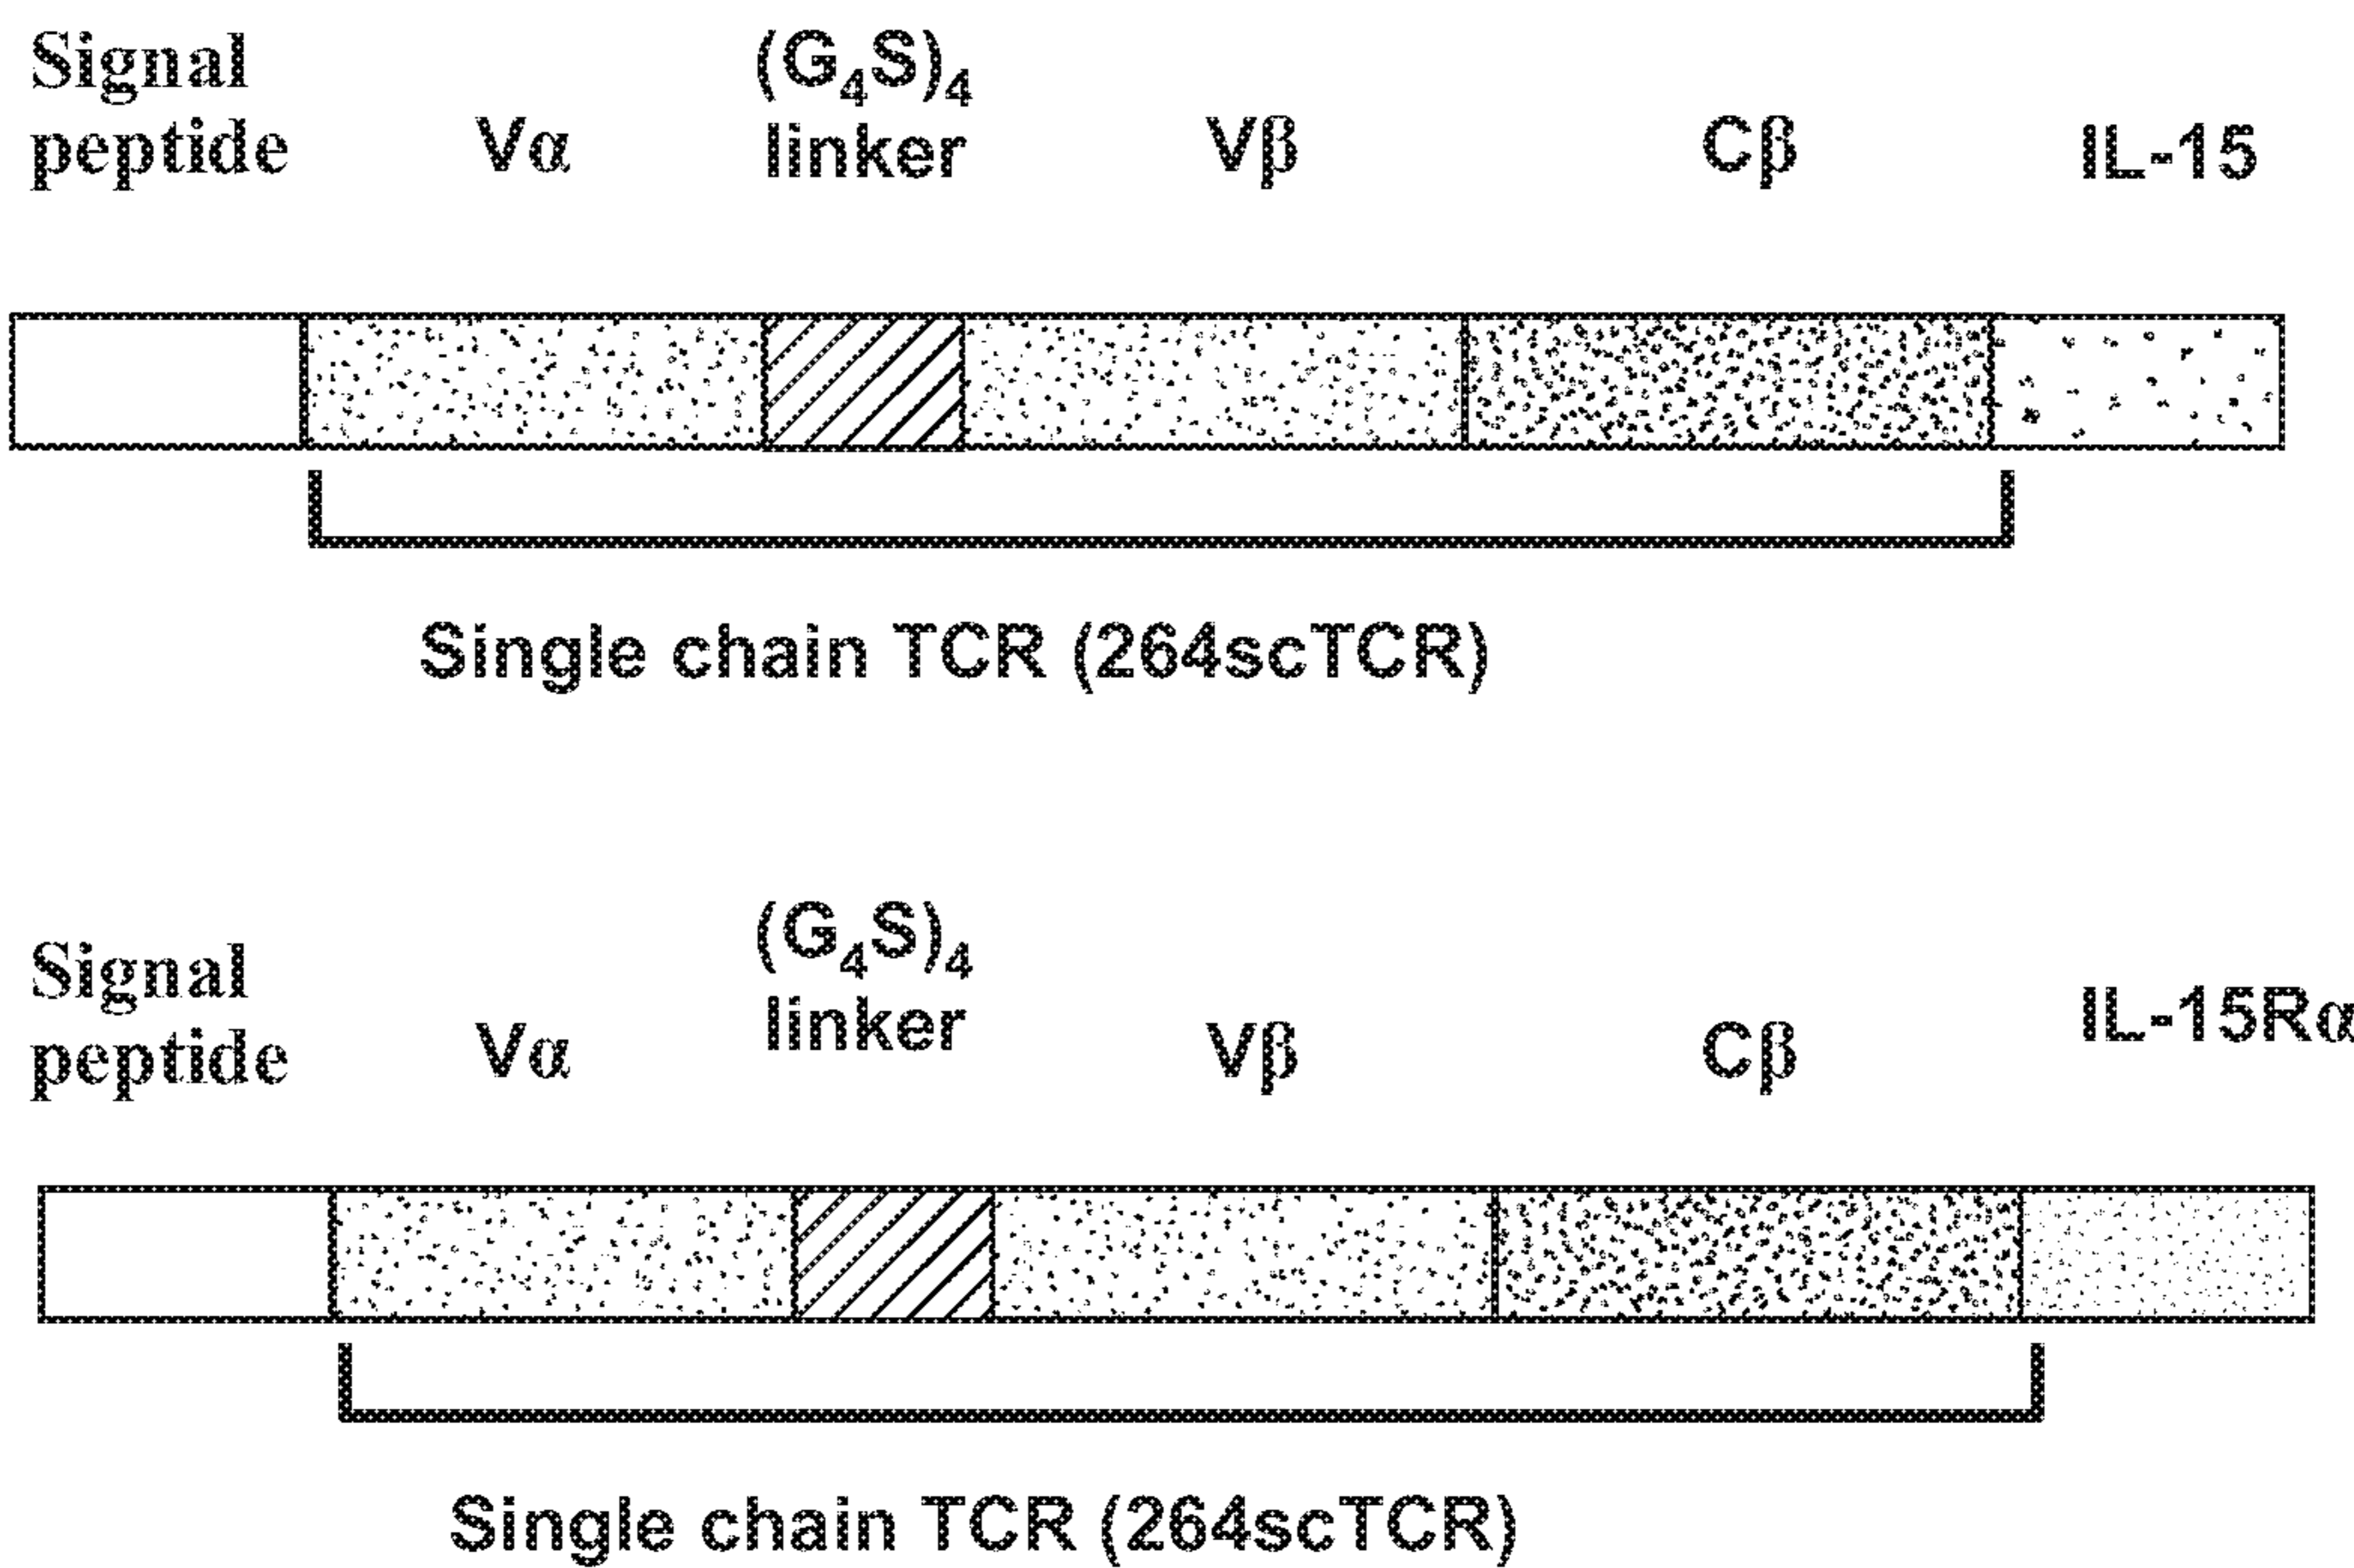 Signal
peptide
Vα
(G₄S)₄
linker
Vβ
Cβ
IL-15
Single chain TCR (264scTCR)
Signal
peptide
Vα
(G₄S)₄
linker
Vβ
Cβ
IL-15Rα
Single chain TCR (264scTCR)